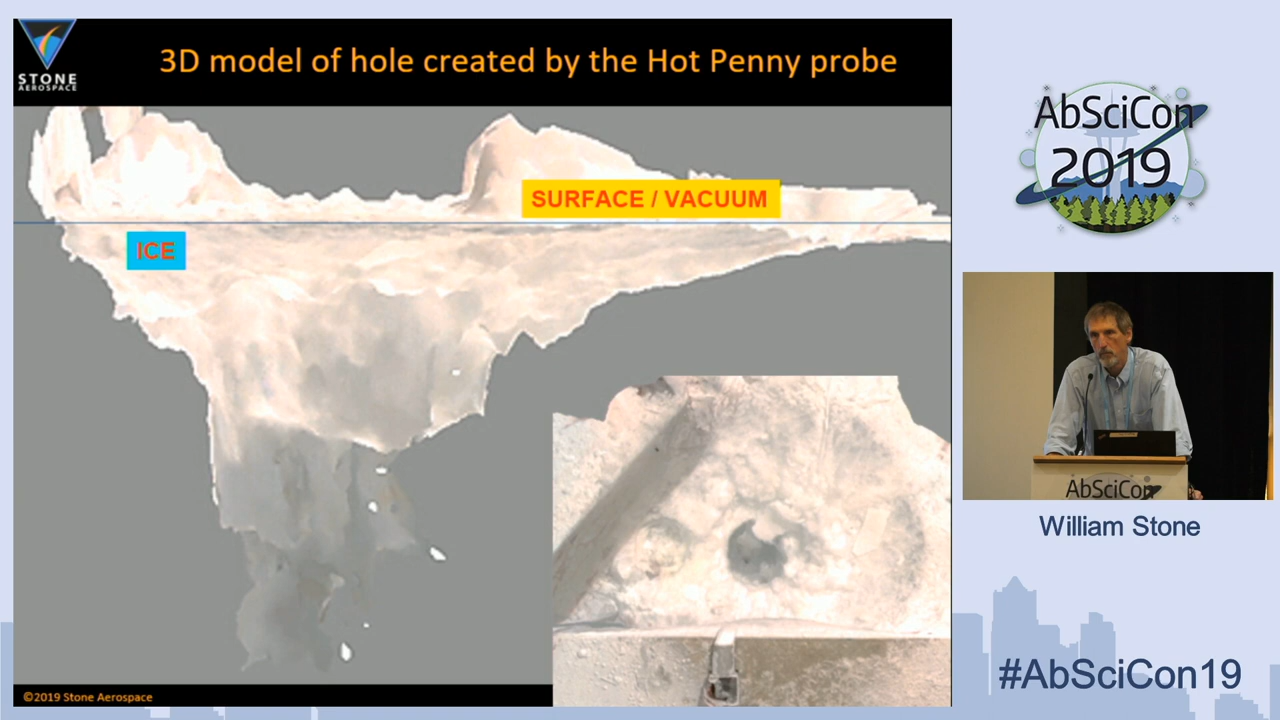 STONE
AEROSPACE
3D model of hole created by the Hot Penny probe
SURFACE / VACUUM
ICE
©2019 Stone Aerospace
AbSciCon
2019
AbSciCon
William Stone
#AbSciCon19